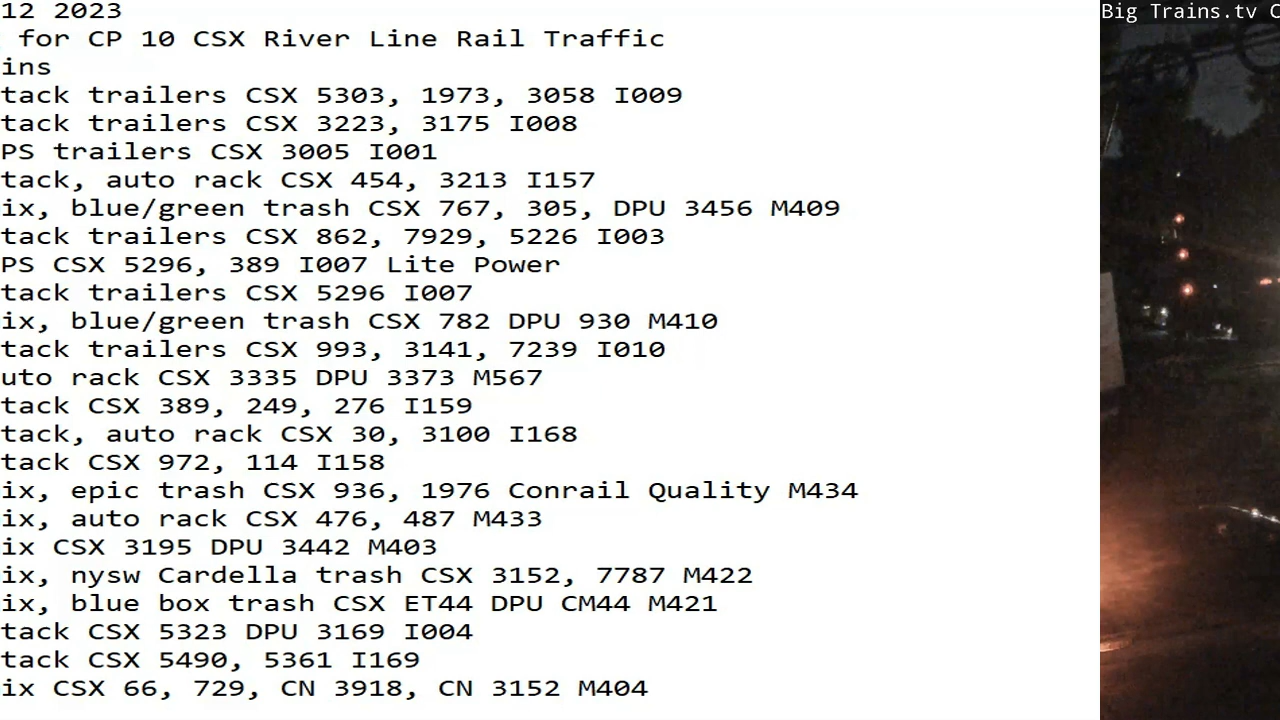 12 2023
for CP 10 CSX River Line Rail Traffic
ins
tack trailers CSX 5303, 1973, 3058 I009
tack trailers CSX 3223, 3175 I008
PS trailers CSX 3005 I001
tack, auto rack CSX 454, 3213 I157
ix, blue/green trash CSX 767, 305, DPU 3456 M409
tack trailers CSX 862, 7929, 5226 I003
PS CSX 5296, 389 I007 Lite Power
tack trailers CSX 5296 I007
ix, blue/green trash CSX 782 DPU 930 M410
tack trailers CSX 993, 3141, 7239 I010
uto rack CSX 3335 DPU 3373 M567
tack CSX 389, 249, 276 I159
tack, auto rack CSX 30, 3100 I168
tack CSX 972, 114 I158
ix, epic trash CSX 936, 1976 Conrail Quality M434
ix, auto rack CSX 476, 487 M433
ix CSX 3195 DPU 3442 M403
ix, nysw Cardella trash CSX 3152, 7787 M422
ix, blue box trash CSX ET44 DPU CM44 M421
tack CSX 5323 DPU 3169 I004
tack CSX 5490, 5361 I169
ix CSX 66, 729, CN 3918, CN 3152 M404
Big Trains.tv C